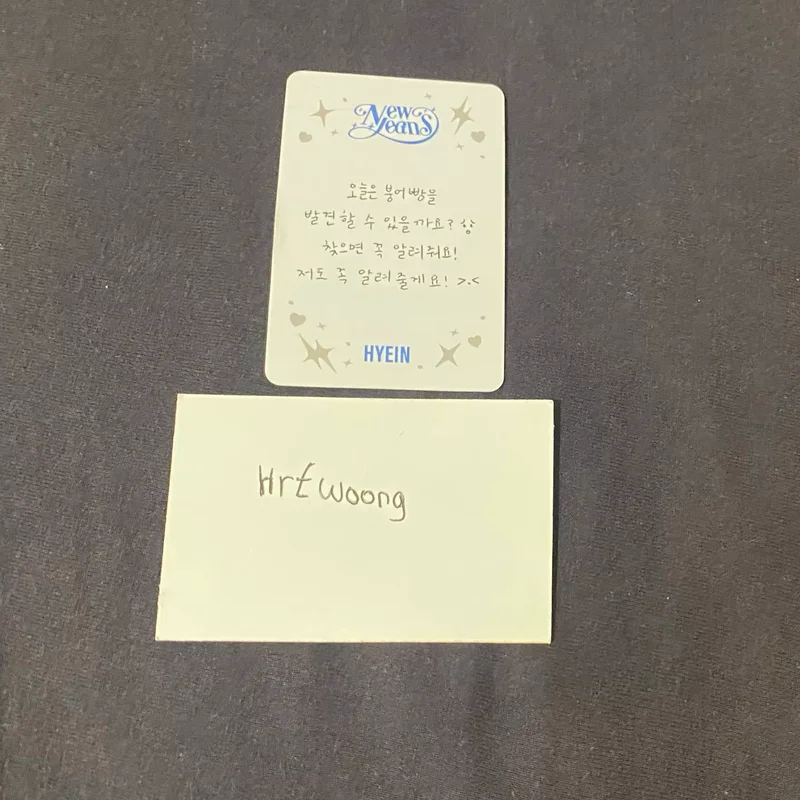 NewJeans
오늘은 붕어빵을
발견할 수 있을까요? 힝
찾으면 꼭 알려줘요!
저도 꼭 알려줄게요! >.<
HYEIN
HrEwoong